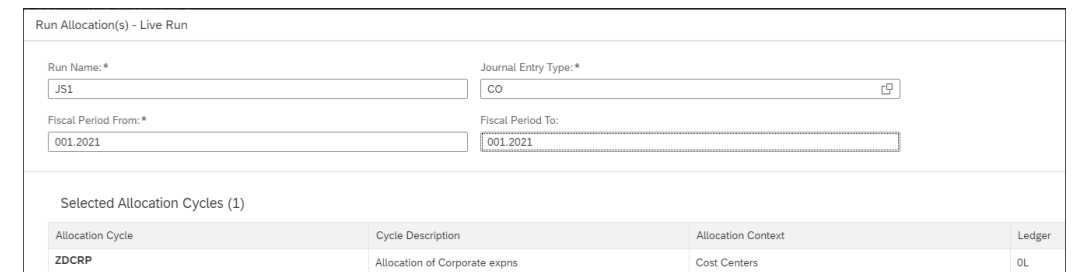 Run Allocation(s) - Live Run
Run Name:* Journal Entry Type:*
JS1 CO
Fiscal Period From:* Fiscal Period To:
001.2021 001.2021
Selected Allocation Cycles (1)
Allocation Cycle Cycle Description Allocation Context Ledger
ZDCRP Allocation of Corporate expns Cost Centers 0L